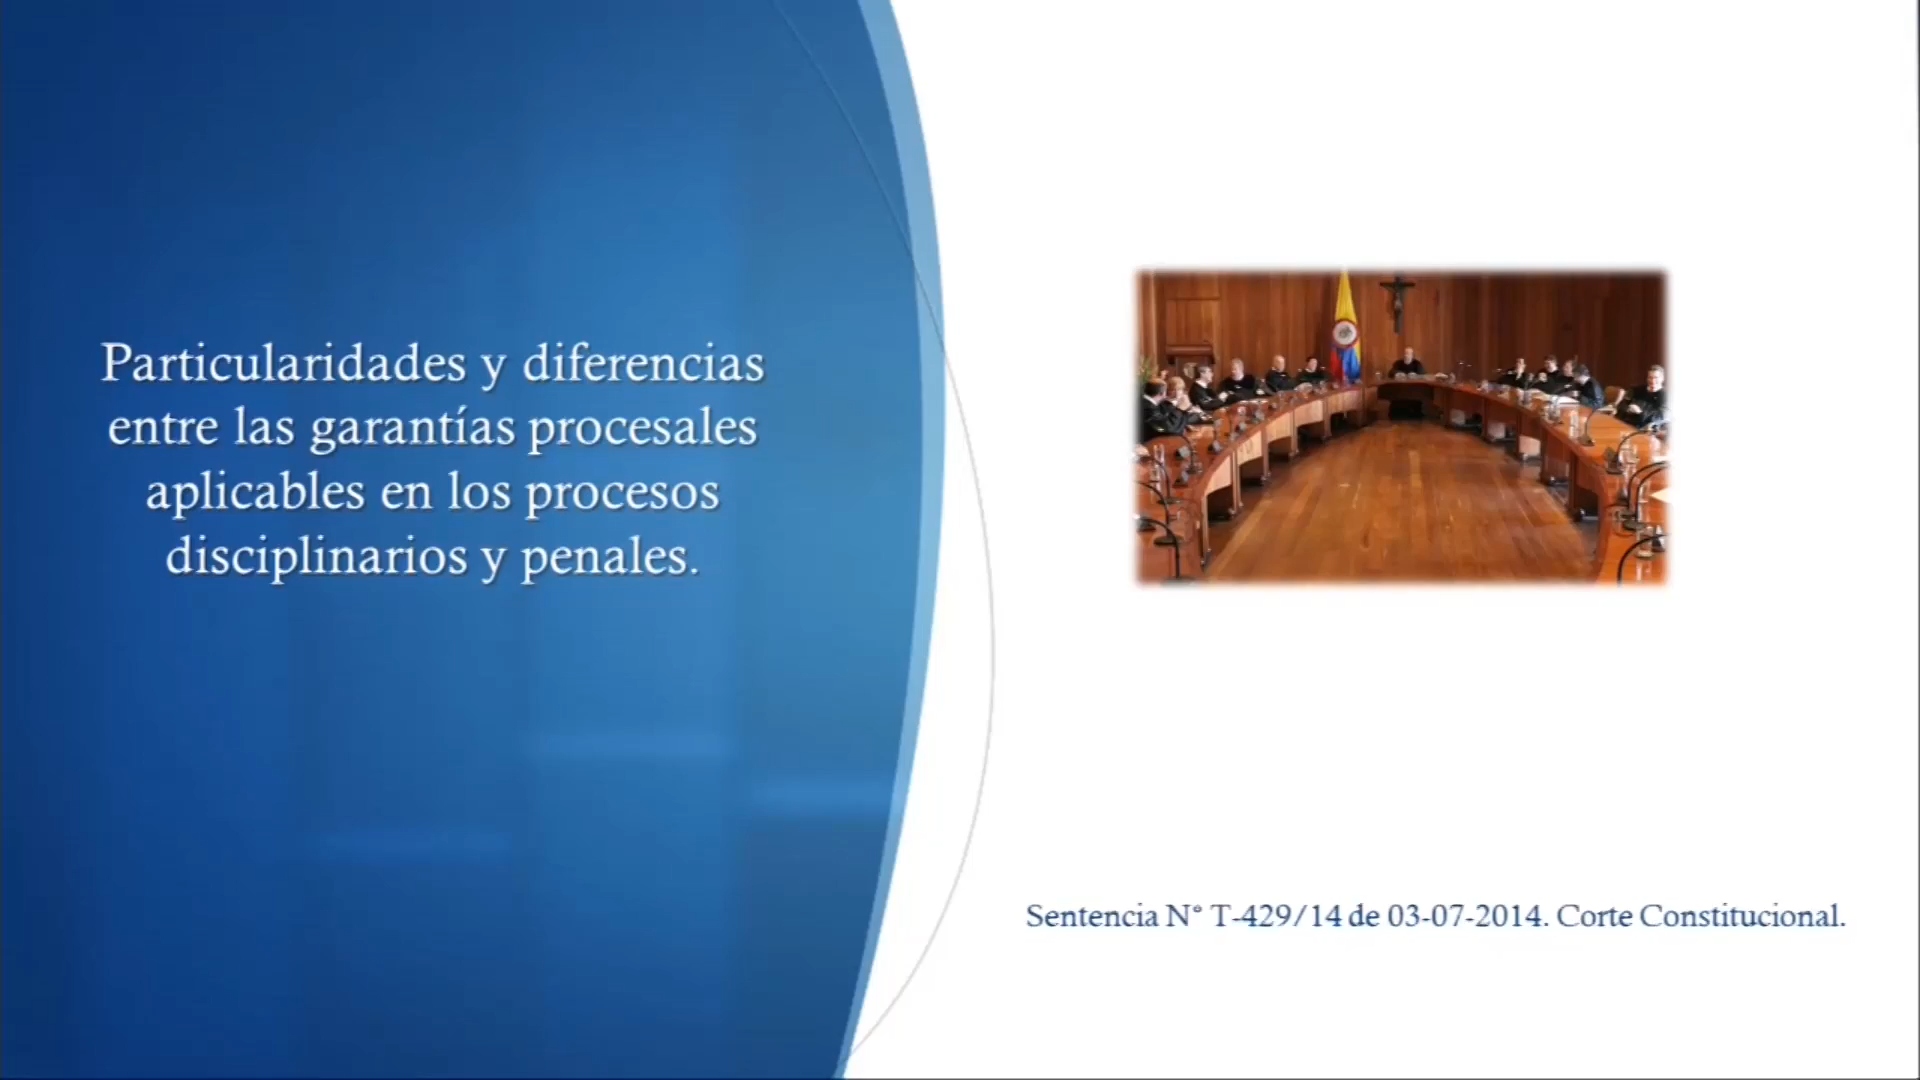 Particularidades y diferencias
entre las garantías procesales
aplicables en los procesos
disciplinarios y penales.
Sentencia N° T-429/14 de 03-07-2014. Corte Constitucional.